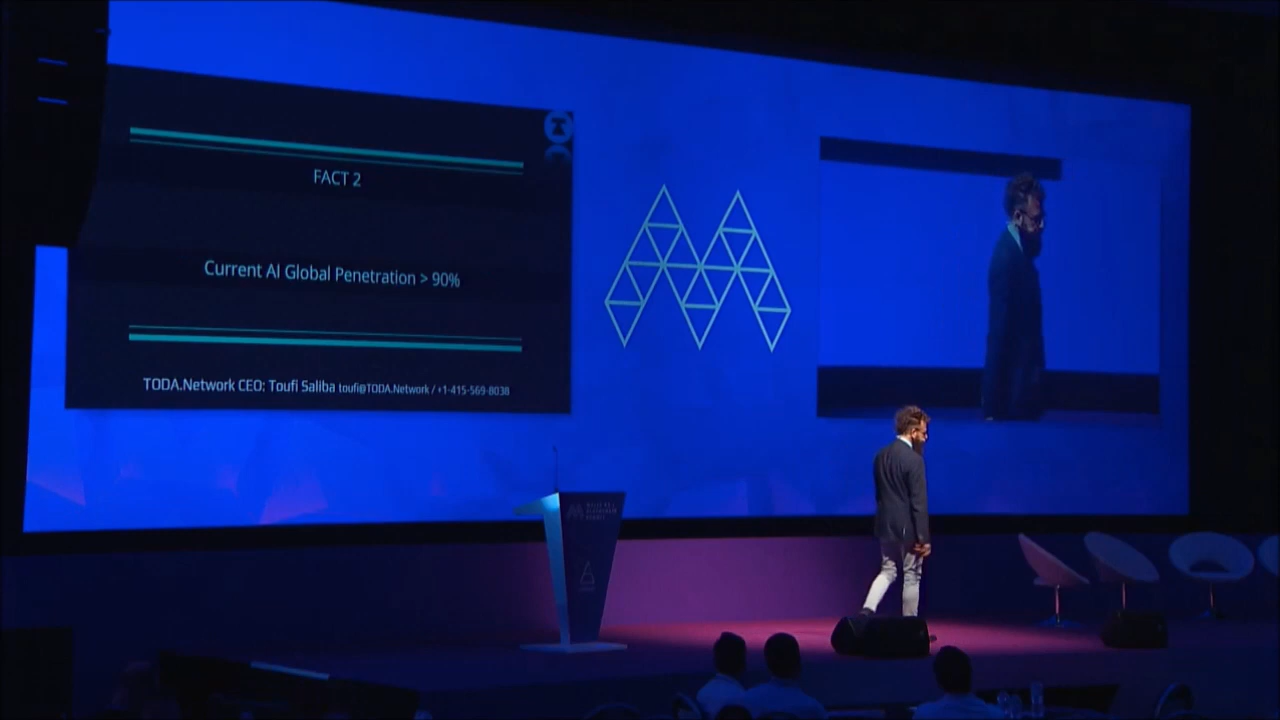 FACT 2
Current AI Global Penetration > 90%
TODA.Network CEO: Toufi Saliba toufi@TODA.Network / +1-415-569-8038